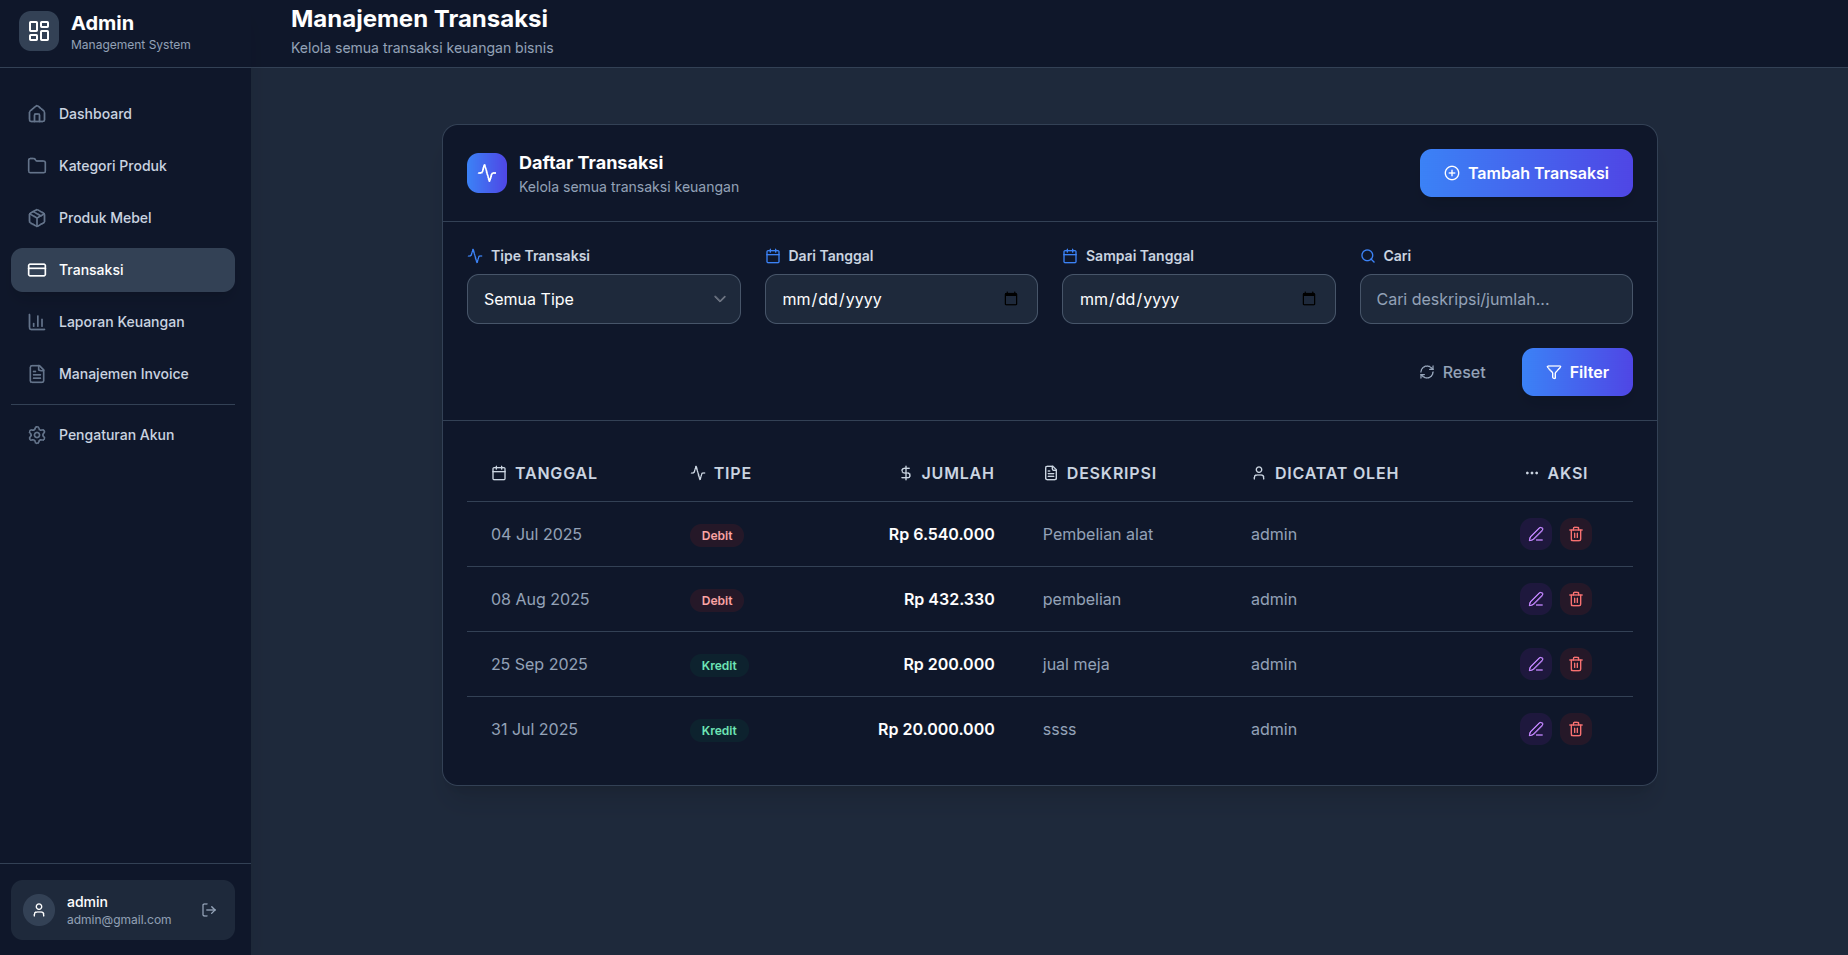 Admin
Management System
Manajemen Transaksi
Kelola semua transaksi keuangan bisnis
Dashboard
Kategori Produk
Produk Mebel
Transaksi
Laporan Keuangan
Manajemen Invoice
Pengaturan Akun
admin
admin@gmail.com
Daftar Transaksi
Kelola semua transaksi keuangan
Tambah Transaksi
Tipe Transaksi Dari Tanggal Sampai Tanggal Cari
Semua Tipe mm/dd/yyyy mm/dd/yyyy Cari deskripsi/jumlah...
Reset Filter
TANGGAL TIPE JUMLAH DESKRIPSI DICATAT OLEH AKSI
04 Jul 2025 Debit Rp 6.540.000 Pembelian alat admin
08 Aug 2025 Debit Rp 432.330 pembelian admin
25 Sep 2025 Kredit Rp 200.000 jual meja admin
31 Jul 2025 Kredit Rp 20.000.000 ssss admin